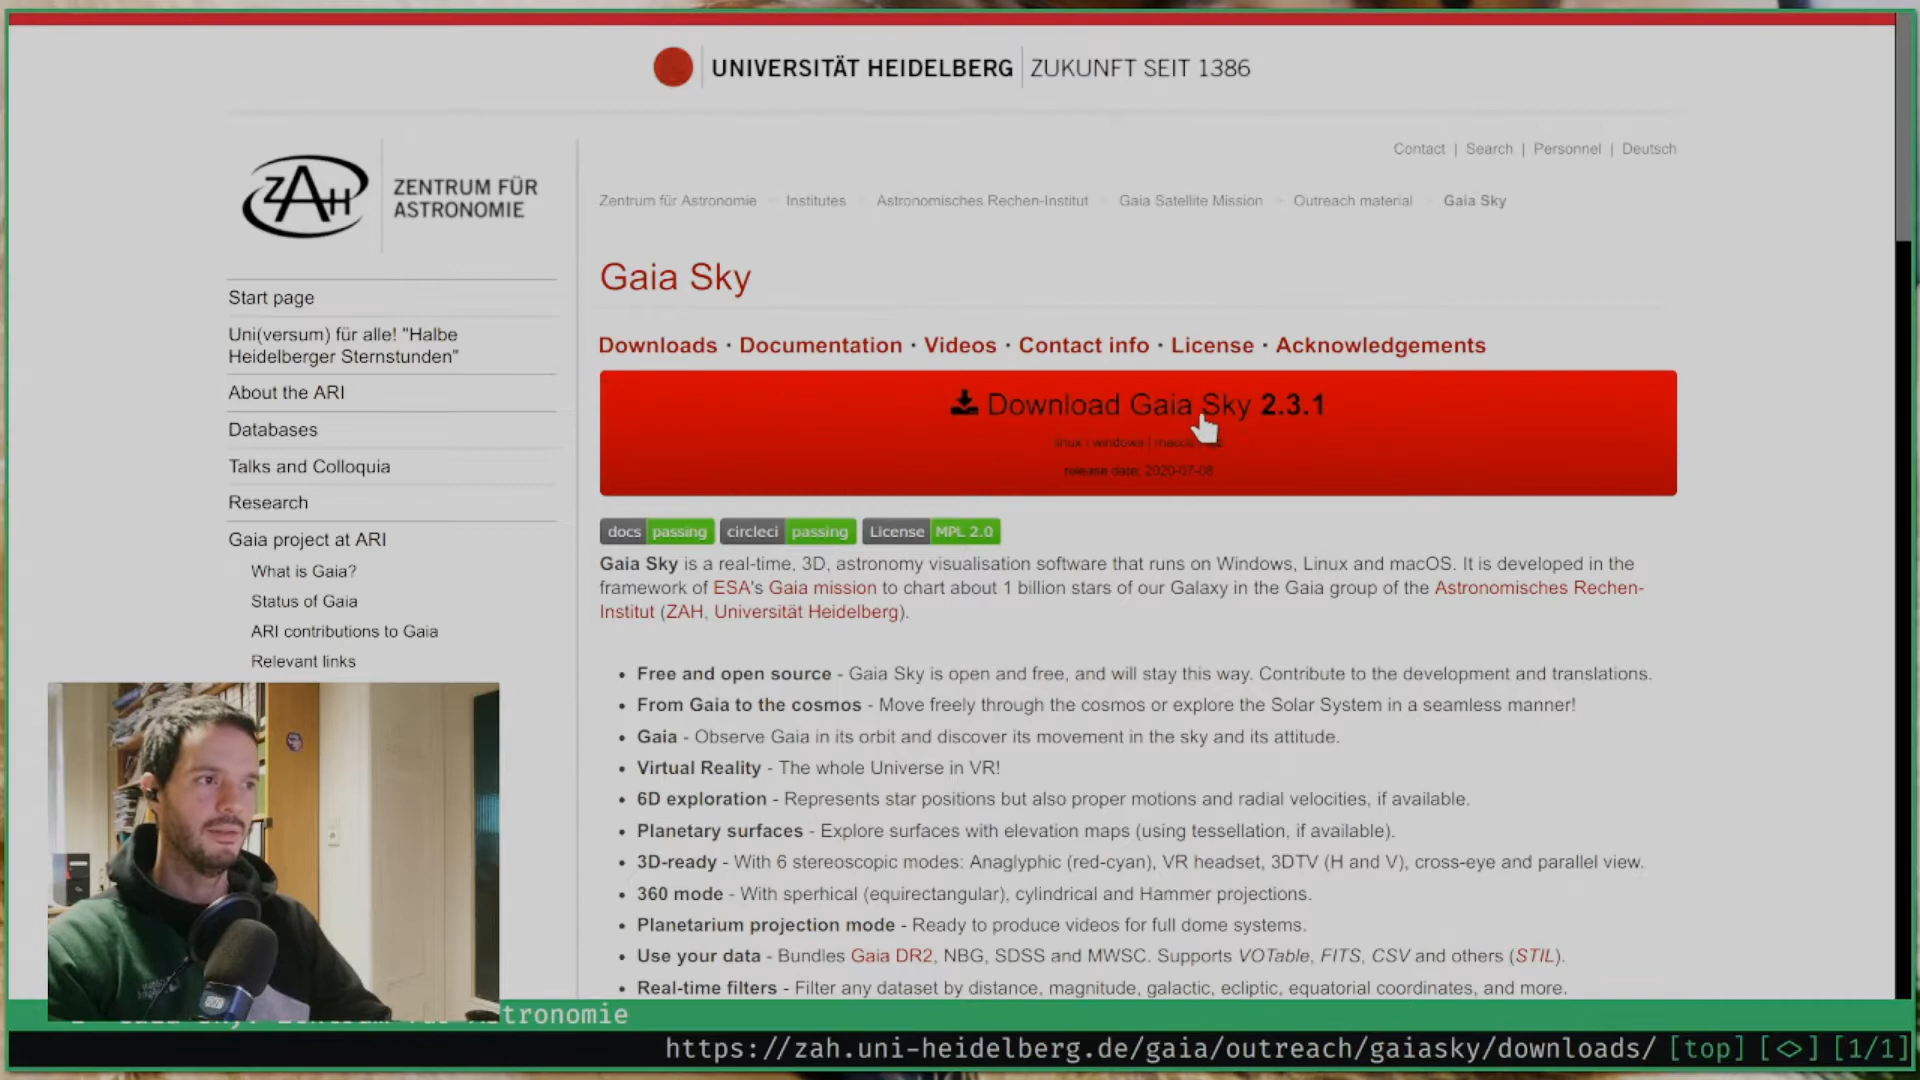 UNIVERSITÄT HEIDELBERG ZUKUNFT SEIT 1386
ZAH
ZENTRUM FÜR
ASTRONOMIE
Contact | Search | Personnel | Deutsch
Zentrum für Astronomie Institutes Astronomisches Rechen-Institut Gaia Satellite Mission Outreach material Gaia Sky
Start page
Uni(versum) für alle! "Halbe
Heidelberger Sternstunden"
About the ARI
Databases
Talks and Colloquia
Research
Gaia project at ARI
What is Gaia?
Status of Gaia
ARI contributions to Gaia
Relevant links
Gaia Sky
Downloads · Documentation · Videos · Contact info · License · Acknowledgements
Download Gaia Sky 2.3.1
linux | windows |
release date: 2020-07-08
docs passing circleci passing License MPL 2.0
Gaia Sky is a real-time, 3D, astronomy visualisation software that runs on Windows, Linux and macOS. It is developed in the
framework of ESA's Gaia mission to chart about 1 billion stars of our Galaxy in the Gaia group of the Astronomisches Rechen-
Institut (ZAH, Universität Heidelberg).
• Free and open source - Gaia Sky is open and free, and will stay this way. Contribute to the development and translations.
• From Gaia to the cosmos - Move freely through the cosmos or explore the Solar System in a seamless manner!
• Gaia - Observe Gaia in its orbit and discover its movement in the sky and its attitude.
• Virtual Reality - The whole Universe in VR!
• 6D exploration - Represents star positions but also proper motions and radial velocities, if available.
• Planetary surfaces - Explore surfaces with elevation maps (using tessellation, if available).
• 3D-ready - With 6 stereoscopic modes: Anaglyphic (red-cyan), VR headset, 3DTV (H and V), cross-eye and parallel view.
• 360 mode - With sperhical (equirectangular), cylindrical and Hammer projections.
• Planetarium projection mode - Ready to produce videos for full dome systems.
• Use your data - Bundles Gaia DR2, NBG, SDSS and MWSC. Supports VOTable, FITS, CSV and others (STIL).
• Real-time filters - Filter any dataset by distance, magnitude, galactic, ecliptic, equatorial coordinates, and more.
tronomie
https://zah.uni-heidelberg.de/gaia/outreach/gaiasky/downloads/ [top] [<>] [1/1]